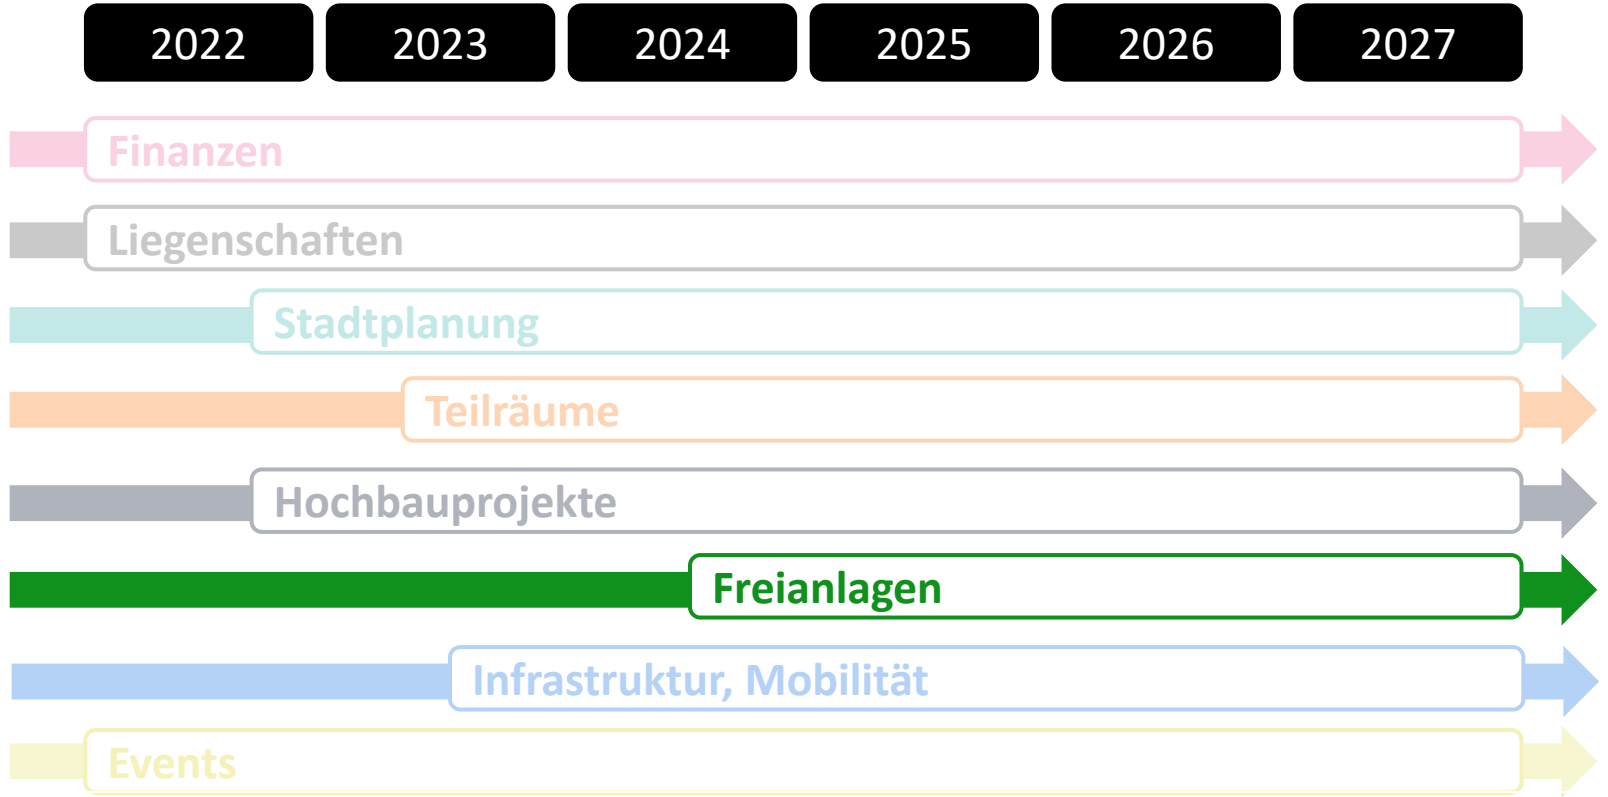 2022 2023 2024 2025 2026 2027
Finanzen
Liegenschaften
Stadtplanung
Teilräume
Hochbauprojekte
Freianlagen
Infrastruktur, Mobilität
Events